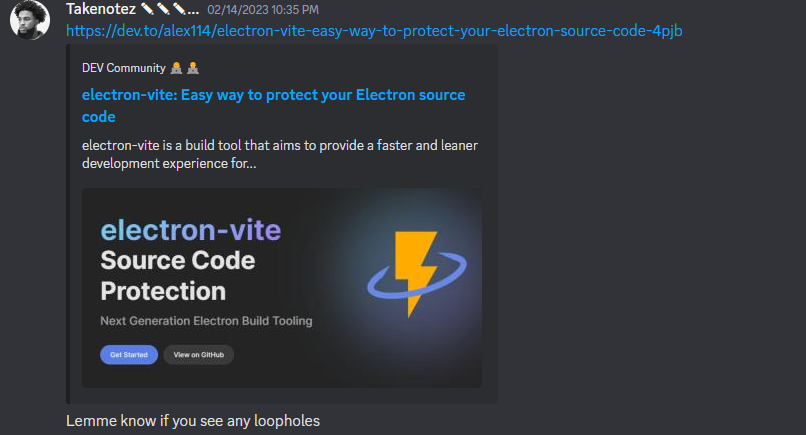 Takenotez ✏️✏️✏️... 02/14/2023 10:35 PM
https://dev.to/alex114/electron-vite-easy-way-to-protect-your-electron-source-code-4pjb
DEV Community 👩‍💻👨‍💻
electron-vite: Easy way to protect your Electron source
code
electron-vite is a build tool that aims to provide a faster and leaner
development experience for...
electron-vite
Source Code
Protection
Next Generation Electron Build Tooling
Get Started View on GitHub
Lemme know if you see any loopholes